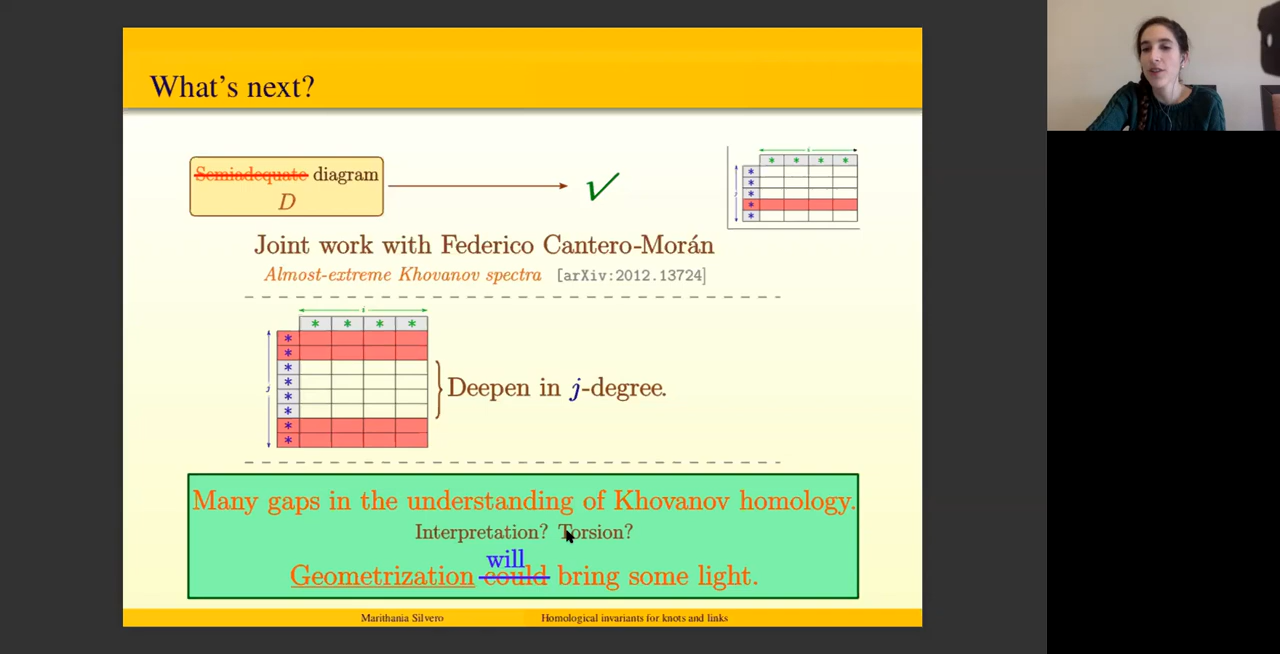 What's next?
Semiadequate diagram
D
✓
i
* * * *
*
*
j *
*
*
Joint work with Federico Cantero-Morán
Almost-extreme Khovanov spectra [arXiv:2012.13724]
i
* * * *
*
*
*
*
j *
*
*
*
Deepen in j-degree.
Many gaps in the understanding of Khovanov homology.
Interpretation? Torsion?
will
Geometrization could bring some light.
Marithania Silvero Homological invariants for knots and links